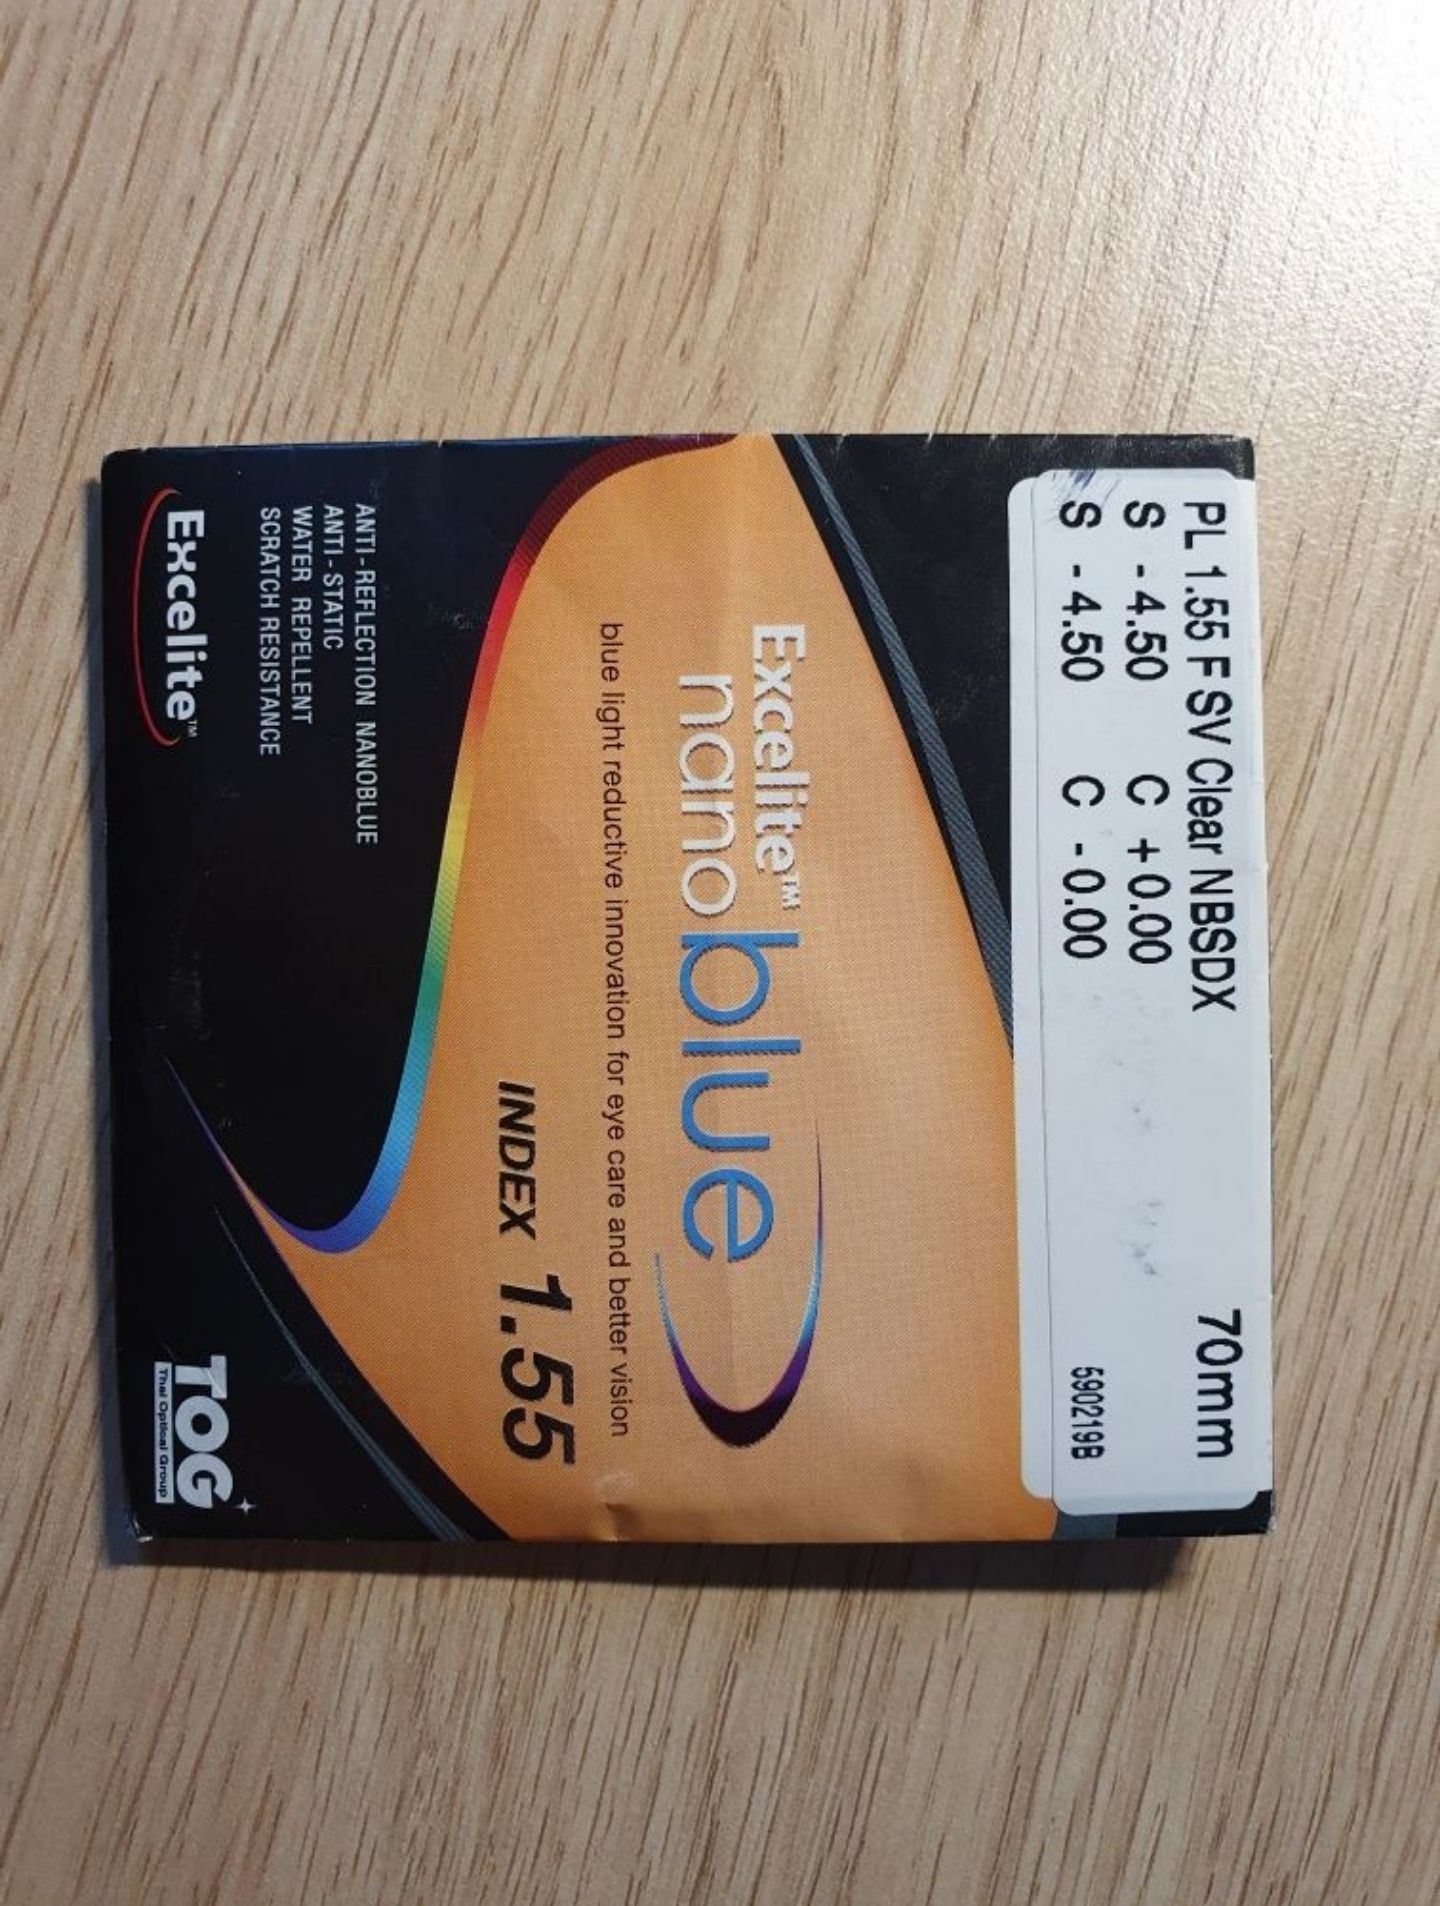 PL 1.55 F SV Clear NBSDX 70mm
S - 4.50 C +0.00
S - 4.50 C - 0.00 590219B
Excelite™
nanoblue
blue light reductive innovation for eye care and better vision
INDEX 1.55
ANTI - REFLECTION NANOBLUE
ANTI - STATIC
WATER REPELLENT
SCRATCH RESISTANCE
Excelite™
TOG
Thai Optical Group